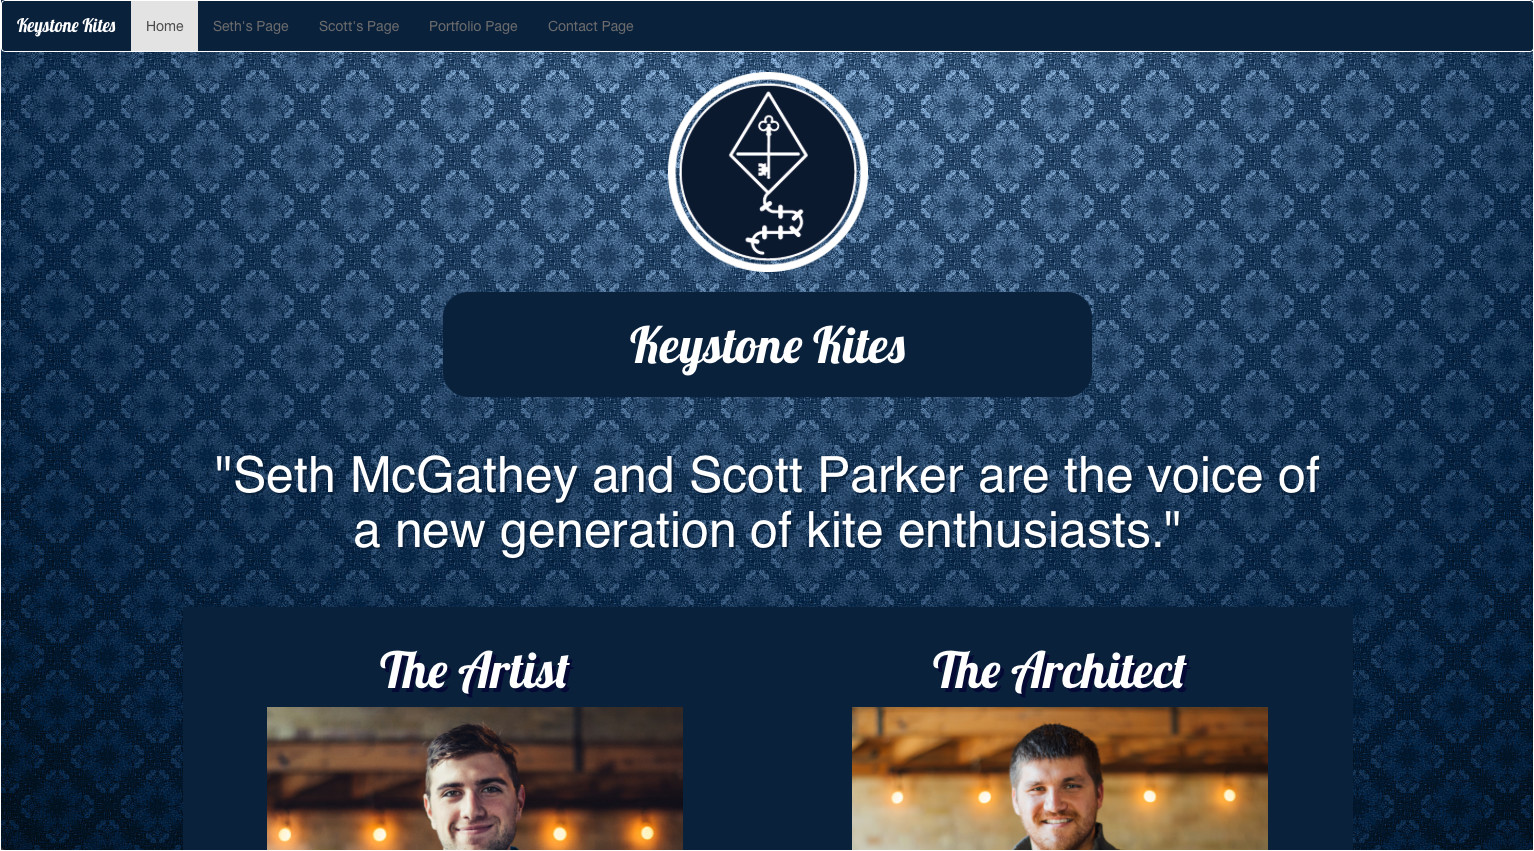 Keystone Kites Home Seth's Page Scott's Page Portfolio Page Contact Page
Keystone Kites
"Seth McGathey and Scott Parker are the voice of
a new generation of kite enthusiasts."
The Artist The Architect